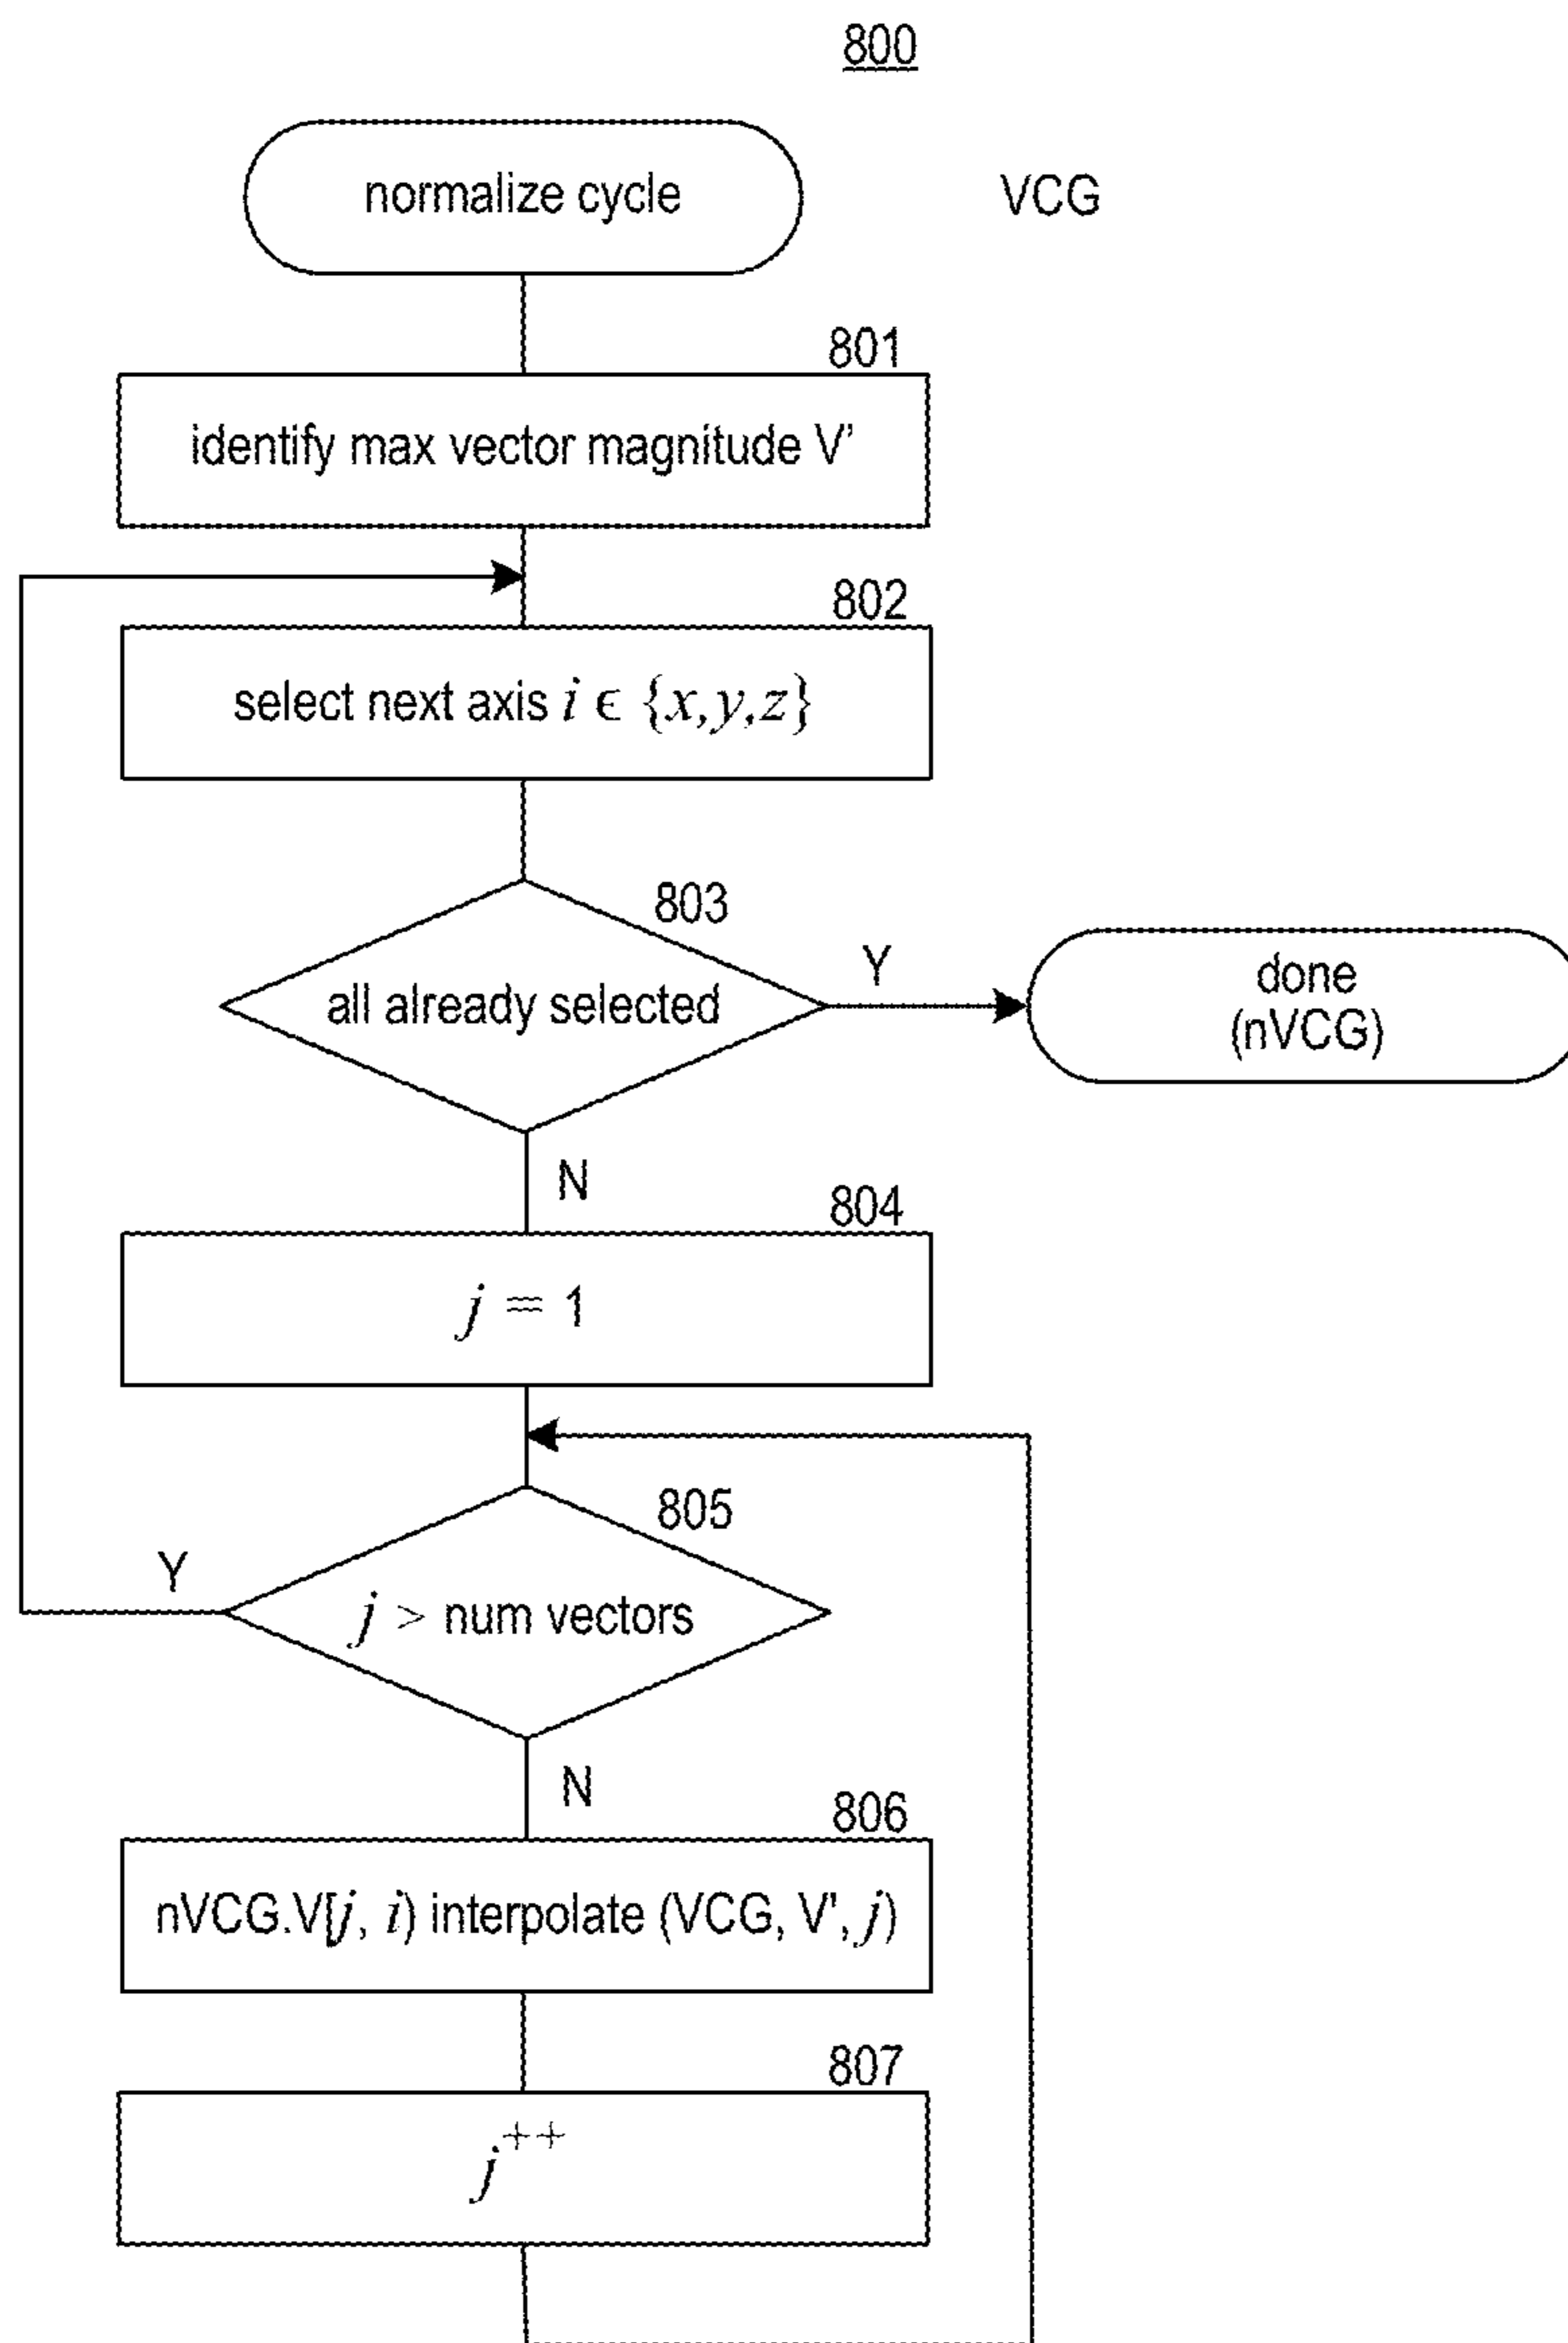 800
normalize cycle
VCG
801
identify max vector magnitude V'
802
select next axis i ϵ {x,y,z}
803
all already selected
Y
done
(nVCG)
N
804
j = 1
805
Y
j > num vectors
N
806
nVCG.V[j, i) interpolate (VCG, V', j)
807
j++